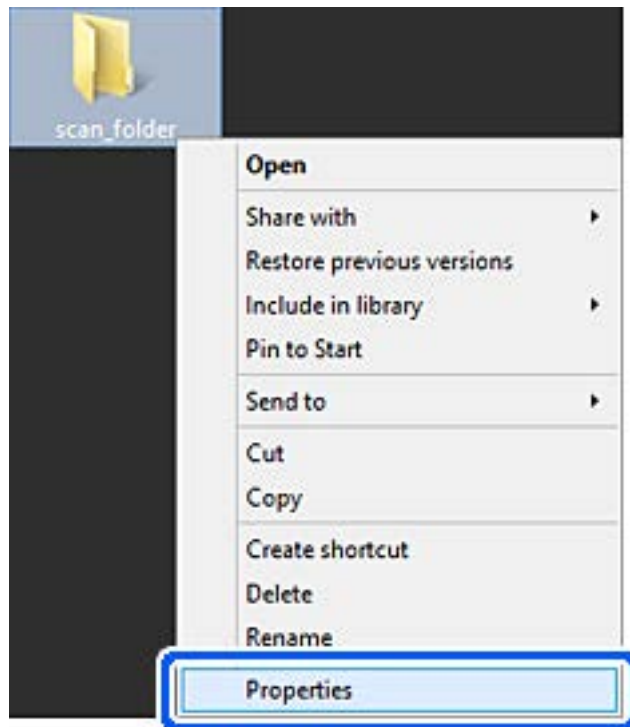 scan_folder
Open
Share with
Restore previous versions
Include in library
Pin to Start
Send to
Cut
Copy
Create shortcut
Delete
Rename
Properties